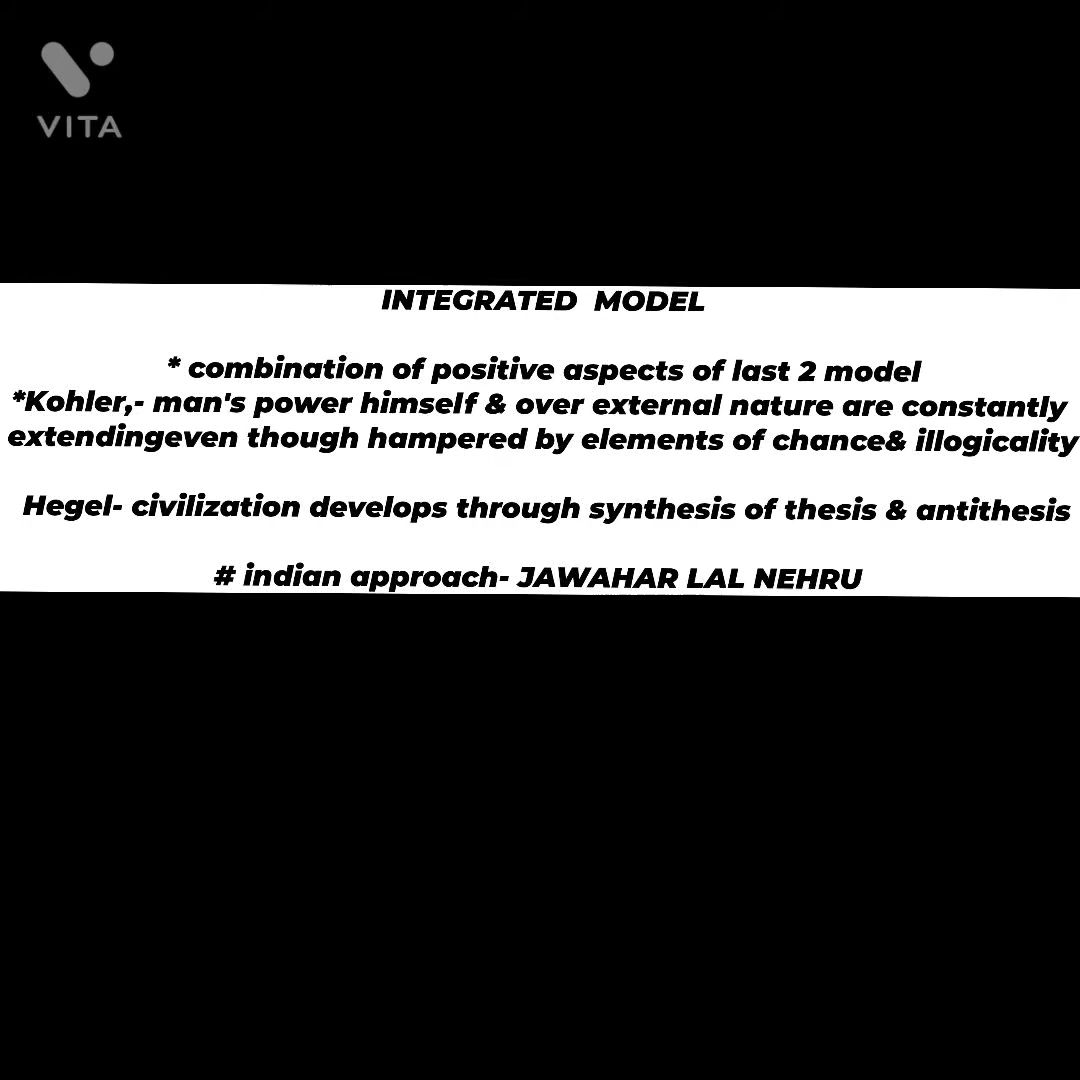 VITA
INTEGRATED MODEL
* combination of positive aspects of last 2 model
*Kohler,- man's power himself & over external nature are constantly
extendingeven though hampered by elements of chance& illogicality
Hegel- civilization develops through synthesis of thesis & antithesis
# indian approach- JAWAHAR LAL NEHRU